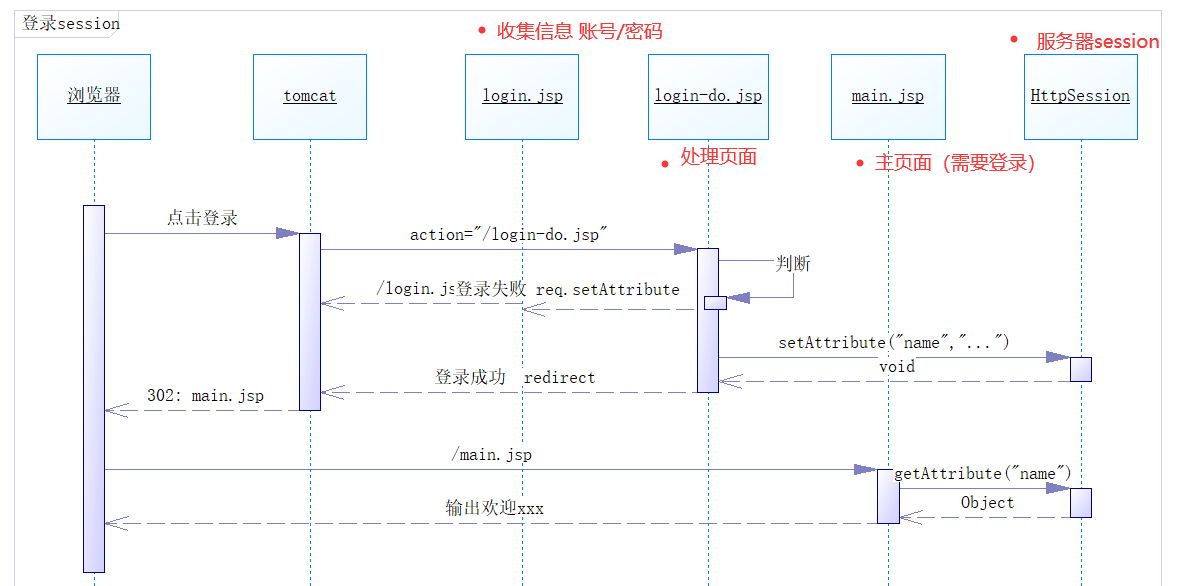 登录session
• 收集信息 账号/密码
• 服务器session
浏览器
tomcat
login.jsp
login-do.jsp
main.jsp
HttpSession
• 处理页面
• 主页面（需要登录）
点击登录
action="/login-do.jsp"
判断
/login.js
登录失败 req.setAttribute
setAttribute("name","...")
void
登录成功 redirect
302: main.jsp
/main.jsp
getAttribute("name")
Object
输出欢迎xxx